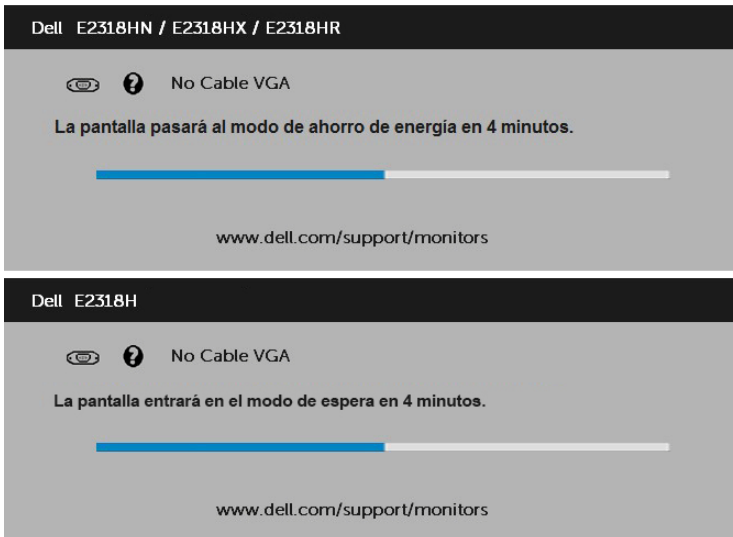 Dell E2318HN / E2318HX / E2318HR
No Cable VGA
La pantalla pasará al modo de ahorro de energía en 4 minutos.
www.dell.com/support/monitors
Dell E2318H
No Cable VGA
La pantalla entrará en el modo de espera en 4 minutos.
www.dell.com/support/monitors